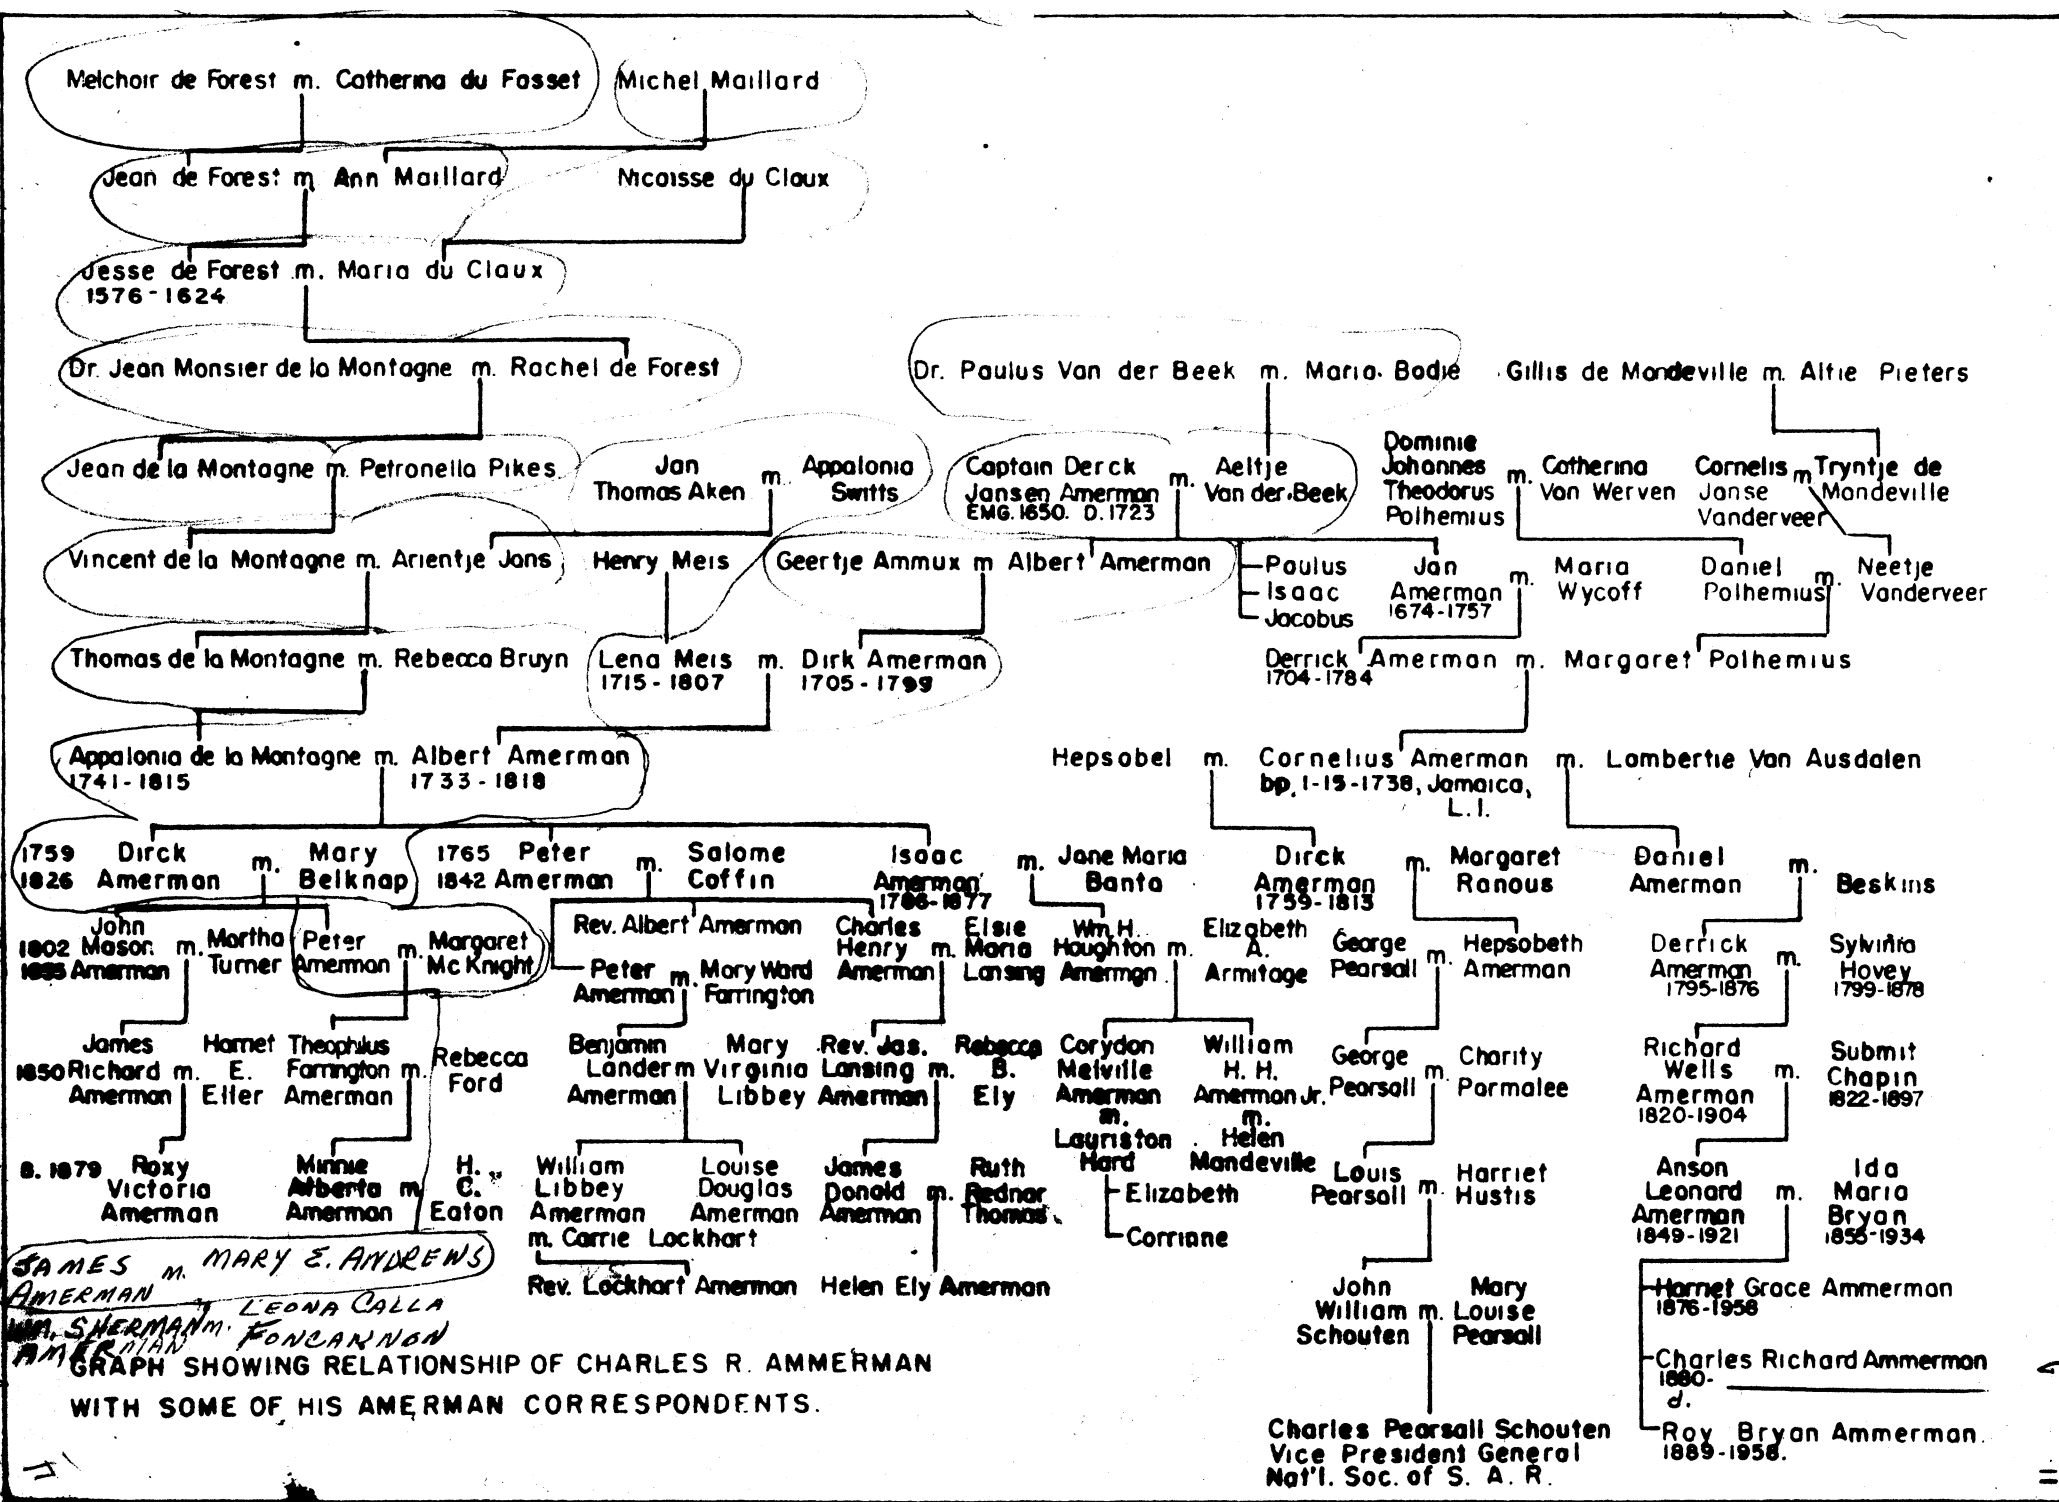 Melchoir de Forest m. Catherina du Fosset
Michel Maillard
Jean de Forest m Ann Maillard
Nicoisse du Claux
Jesse de Forest m. Maria du Claux
1576 - 1624
Dr. Jean Monsier de la Montagne m. Rachel de Forest
Dr. Paulus Van der Beek m. Maria Bodie
Gillis de Mandeville m. Altie Pieters
Jean de la Montagne m. Petronella Pikes
Jan
Thomas Aken
m.
Appalonia
Switts
Captain Derck
Jansen Amerman
EMG. 1650. D. 1723
m.
Aeltje
Van der Beek
Dominie
Johannes
Theodorus
Polhemius
m.
Catherina
Van Werven
Cornelis
Janse
Vanderveer
m
Tryntje de
Mandeville
Vincent de la Montagne m. Arientje Jans
Henry Meis
Geertje Ammux m Albert Amerman
Paulus
Isaac
Jacobus
Jan
Amerman
1674-1757
m.
Maria
Wycoff
Daniel
Polhemius
m.
Neetje
Vanderveer
Thomas de la Montagne m. Rebecca Bruyn
Lena Meis m. Dirk Amerman
1715 - 1807
1705 - 1799
Derrick Amerman m. Margaret Polhemius
1704 - 1784
Appalonia de la Montagne m. Albert Amerman
1741 - 1815
1733 - 1818
Hepsobel m. Cornelius Amerman m. Lambertie Van Ausdalen
bp. 1-15-1738, Jamaica,
L. I.
1759
1826
Dirck
Amerman
m.
Mary
Belknap
1765
1842
Peter
Amerman
m.
Salome
Coffin
Isaac
Amerman
1786-1877
m.
Jane Maria
Banta
Dirck
Amerman
1759-1813
m.
Margaret
Ranous
Daniel
Amerman
m.
Beskins
1802
John
Mason
Amerman
m.
Martha
Turner
Peter
Amerman
m.
Margaret
McKnight
Rev. Albert Amerman
Peter
Amerman
m.
Mary Ward
Farrington
Charles
Henry
Amerman
m.
Elsie
Maria
Lansing
Wm. H.
Houghton
Amerman
m.
Elizabeth
A.
Armitage
George
Pearsall
m.
Hepsobeth
Amerman
Derrick
Amerman
1795-1876
m.
Sylvinia
Hovey
1799-1878
1850
James
Richard
Amerman
m.
Harriet
E.
Etter
Theophilus
Farrington
Amerman
m.
Rebecca
Ford
Benjamin
Lander
Amerman
m
Mary
Virginia
Libbey
Rev. Jas.
Lansing
Amerman
m.
Rebecca
B.
Ely
Corydon
Melville
Amerman
m.
Lauriston
Hard
William
H. H.
Amerman Jr.
m.
Helen
Mandeville
George
Pearsall
m.
Charity
Parmalee
Richard
Wells
Amerman
1820-1904
m.
Submit
Chapin
1822-1897
B. 1879
Roxy
Victoria
Amerman
Minnie
Alberta
Amerman
m
H.
C.
Eaton
William
Libbey
Amerman
m. Carrie Lockhart
Louise
Douglas
Amerman
James
Donald
Amerman
m.
Ruth
Rednar
Thomas
Elizabeth
Corrinne
Louis
Pearsall
m.
Harriet
Hustis
Anson
Leonard
Amerman
1849-1921
m.
Ida
Maria
Bryan
1855-1934
JAMES
AMERMAN
m.
MARY E. ANDREWS
WM. SHERMAN
AMERMAN
m.
LEONA CALLA
FONCANNON
Rev. Lockhart Amerman
Helen Ely Amerman
John
William
Schouten
m.
Mary
Louise
Pearsall
Harriet Grace Ammerman
1876-1958
Charles Richard Ammerman
1880-
d.
Roy Bryan Ammerman.
1889-1958.
GRAPH SHOWING RELATIONSHIP OF CHARLES R. AMMERMAN
WITH SOME OF HIS AMERMAN CORRESPONDENTS.
Charles Pearsall Schouten
Vice President General
Nat'l. Soc. of S. A. R.